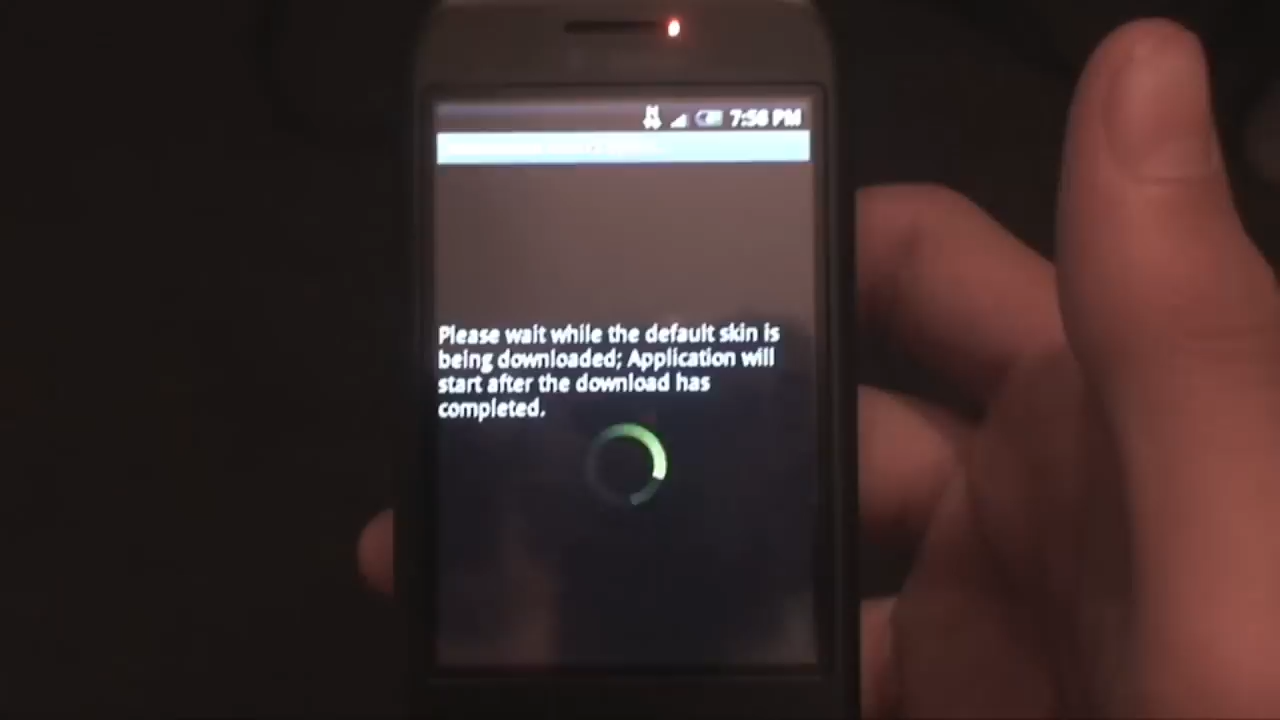 7:56 PM
Please wait while the default skin is
being downloaded; Application will
start after the download has
completed.